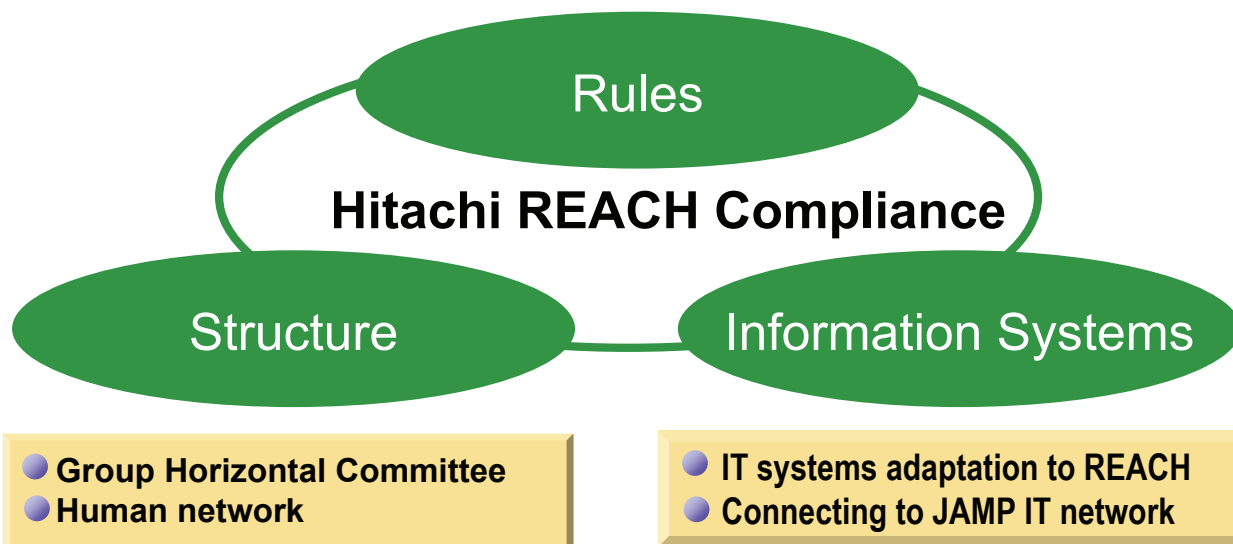 Rules
Hitachi REACH Compliance
Structure
Information Systems
Group Horizontal Committee
Human network
IT systems adaptation to REACH
Connecting to JAMP IT network